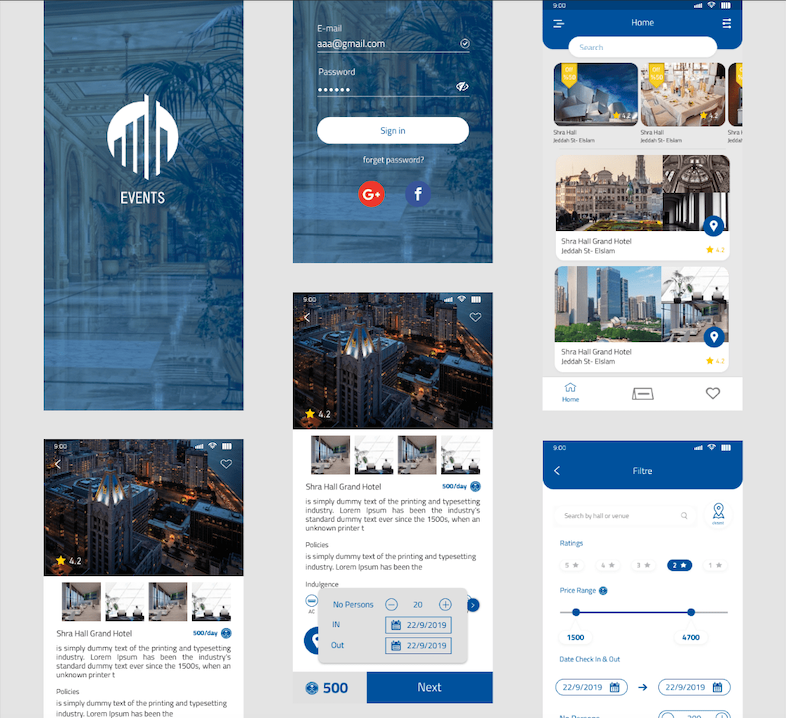 EVENTS
E-mail
aaa@gmail.com
Password
Sign in
forget password?
G+
f
9:00
Home
Search
Off
%50
4.2
Shra Hall
Jeddah St- Elslam
Off
%50
4.2
Shra Hall
Jeddah St- Elslam
Shra H
Jeddah
Shra Hall Grand Hotel
Jeddah St- Elslam
4.2
Shra Hall Grand Hotel
Jeddah St- Elslam
4.2
Home
9:00
4.2
Shra Hall Grand Hotel
500/day
is simply dummy text of the printing and typesetting
industry. Lorem Ipsum has been the industry's
standard dummy text ever since the 1500s, when an
unknown printer t
Policies
is simply dummy text of the printing and typesetting
industry. Lorem Ipsum has been the
Indulgence
AC
No Persons
20
IN
22/9/2019
Out
22/9/2019
500
Next
9:00
4.2
Shra Hall Grand Hotel
500/day
is simply dummy text of the printing and typesetting
industry. Lorem Ipsum has been the industry's
standard dummy text ever since the 1500s, when an
unknown printer t
Policies
is simply dummy text of the printing and typesetting
9:00
Filtre
Search by hall or venue
Ratings
5
4
3
2
1
Price Range
1500
4700
Date Check In & Out
22/9/2019
22/9/2019
No Persons
200